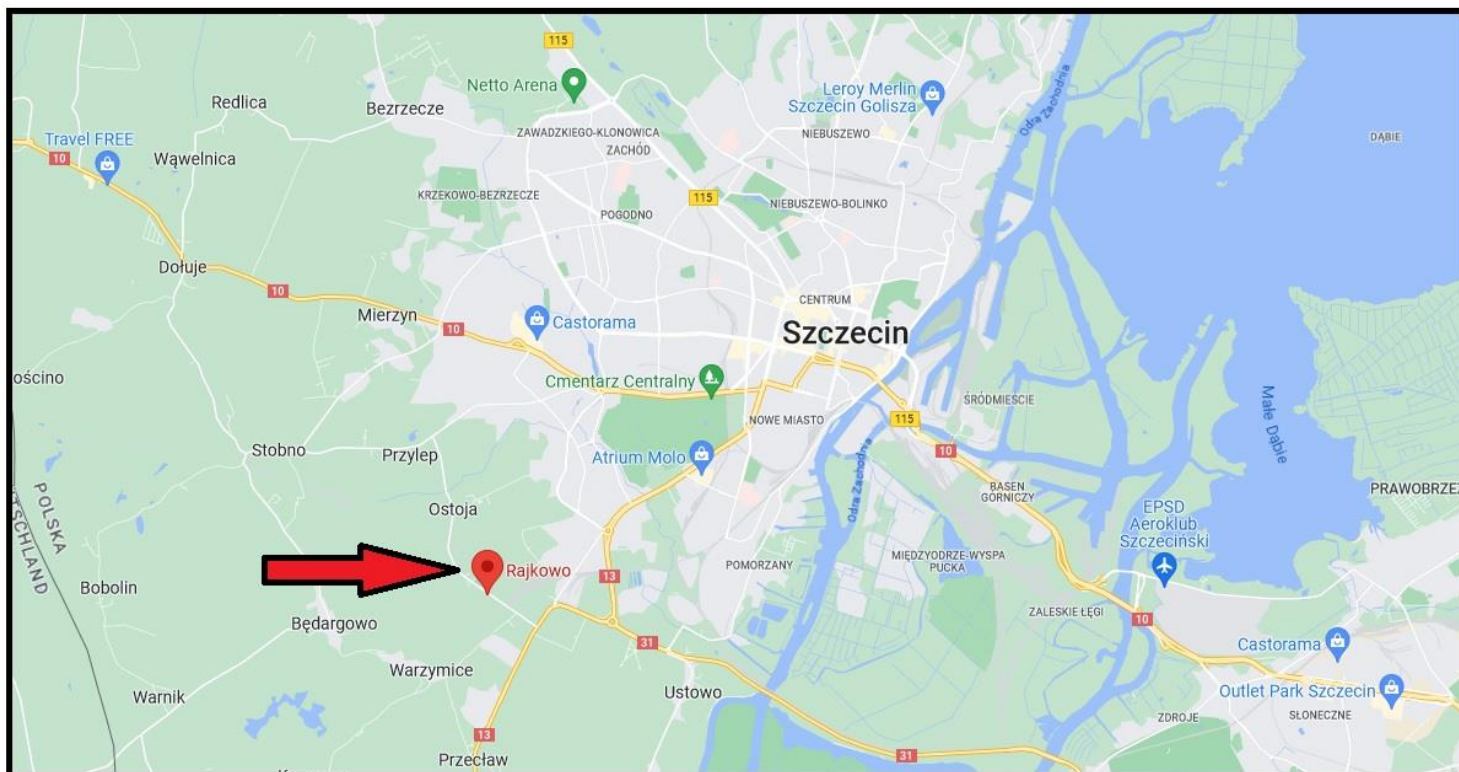 115
Netto Arena
Leroy Merlin
Szczecin Golisza
Odra Zachodnia
Redlica
Bezrzecze
ZAWADZKIEGO-KLONOWICA
ZACHÓD
NIEBUSZEWO
DĄBIE
Travel FREE
10
Wąwelnica
KRZEKOWO-BEZRZECZE
115
POGODNO
NIEBUSZEWO-BOLINKO
Dołuje
10
CENTRUM
Mierzyn
10
Castorama
Szczecin
ościno
Cmentarz Centralny
NOWE MIASTO
115
ŚRÓDMIEŚCIE
Małe Dąbie
Stobno
Przylep
Atrium Molo
10
Odra Zachodnia
BASEN
GÓRNICZY
PRAWOBRZEŻ
POLSKA
TSCHLAND
Ostoja
EPSD
Aeroklub
Szczeciński
Rajkowo
13
POMORZANY
MIĘDZYODRZE-WYSPA
PUCKA
Bobolin
Będargowo
ZALESKIE ŁĘGI
10
31
Castorama
Warzymice
Warnik
Ustowo
Outlet Park Szczecin
ZDROJE
SŁONECZNE
13
31
Przecław